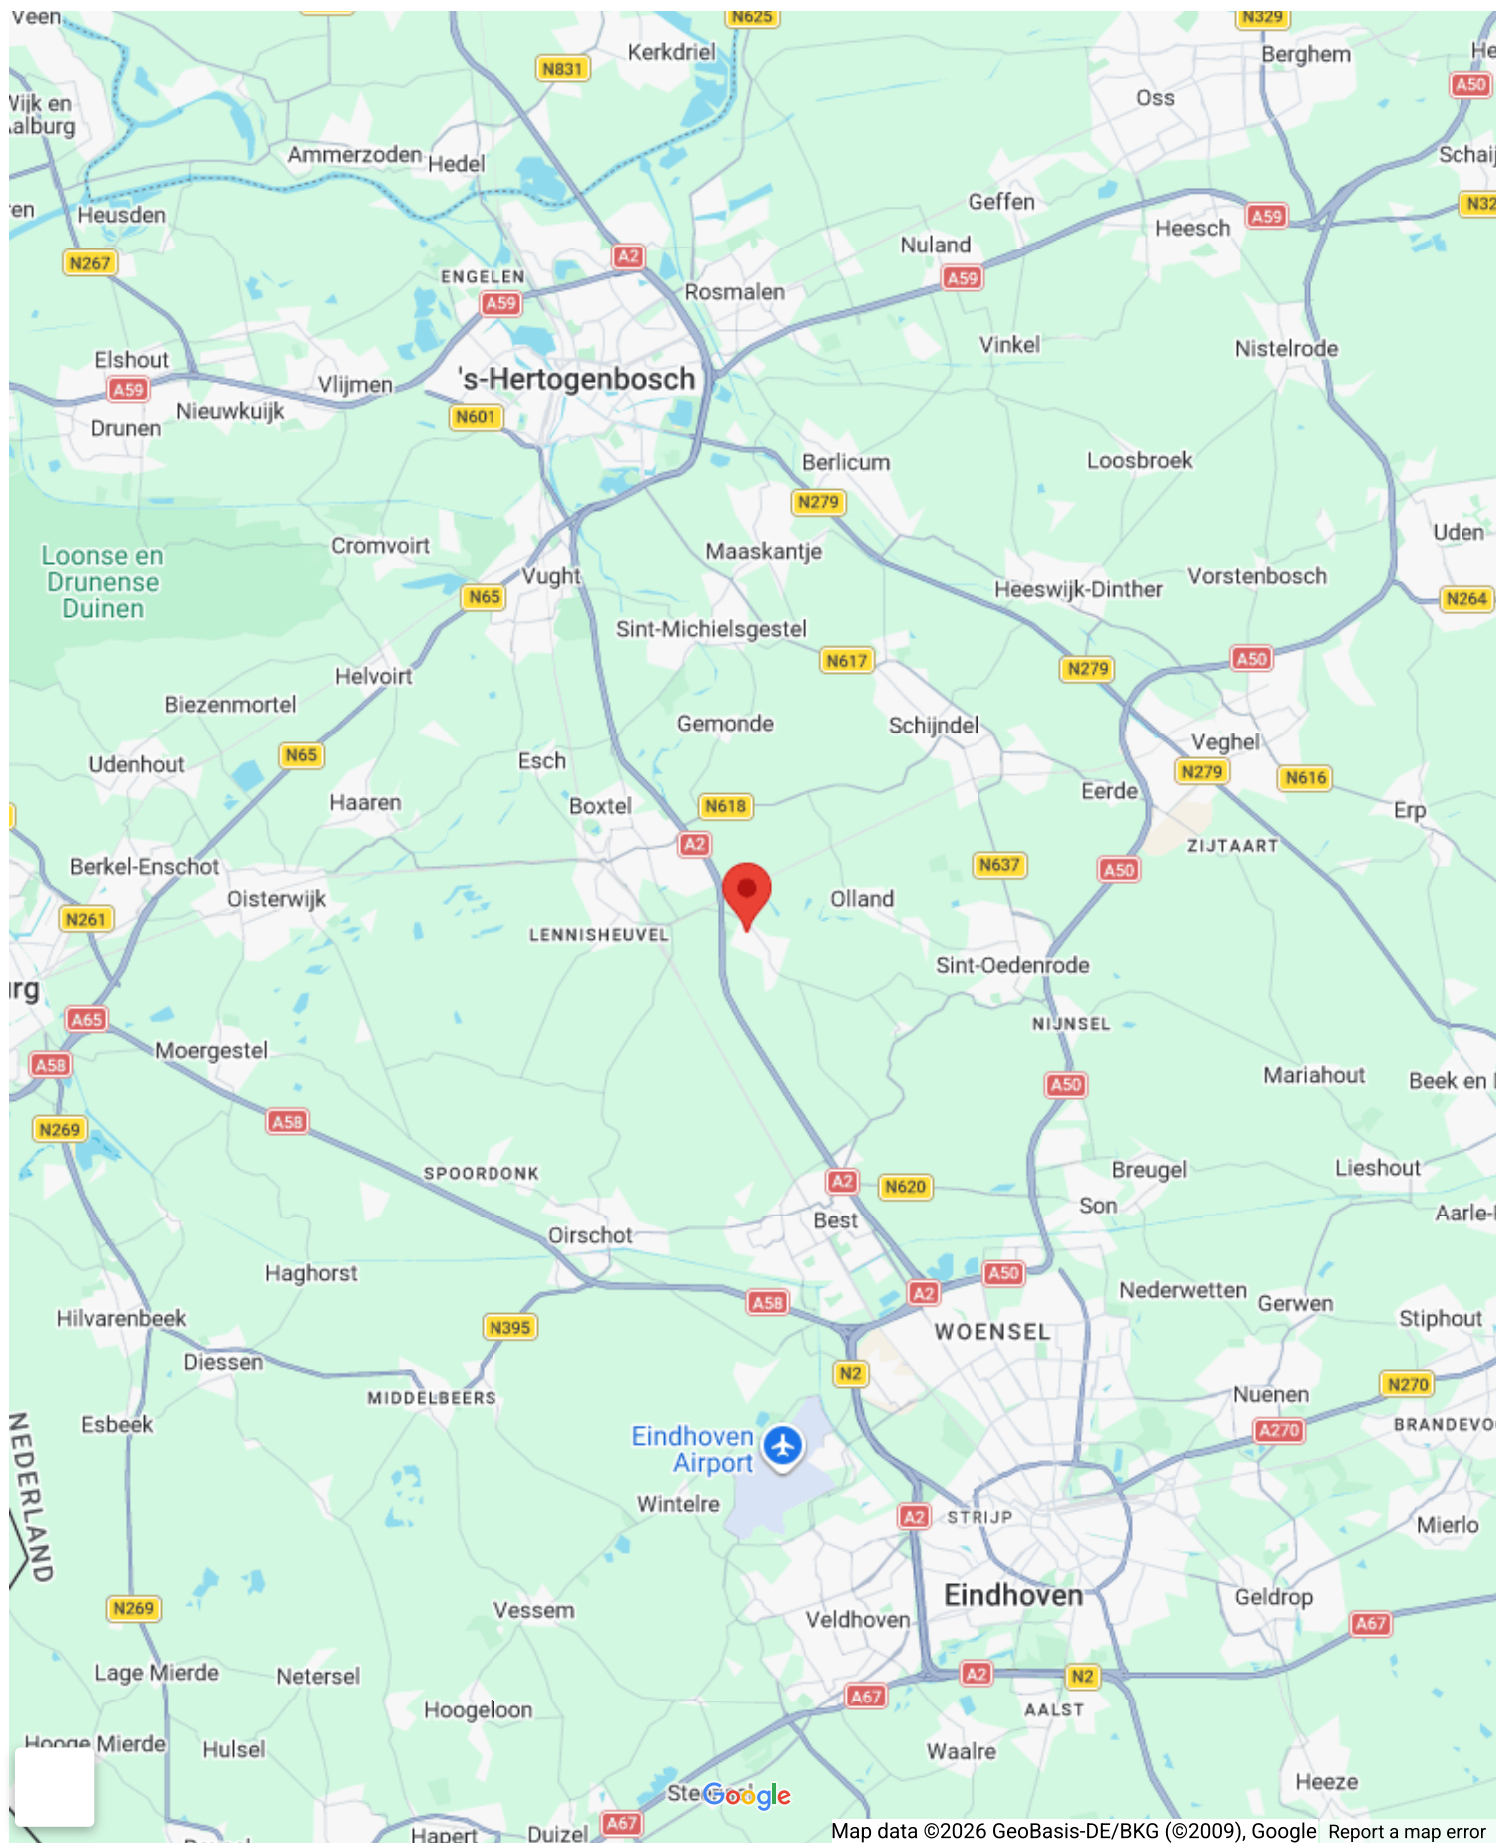 Veen
N625
N329
Kerkdriel
Berghem
N831
A50
Oss
Wijk en
Aalburg
Ammerzoden
Hedel
Schaij
Geffen
N32
Heusden
A59
Heesch
Nuland
N267
A2
ENGELEN
A59
Rosmalen
A59
Vinkel
Nistelrode
Elshout
A59
Vlijmen
's-Hertogenbosch
Nieuwkuijk
N601
Drunen
Berlicum
Loosbroek
N279
Uden
Cromvoirt
Maaskantje
Loonse en
Drunense
Duinen
Vught
Heeswijk-Dinther
Vorstenbosch
N65
N264
Sint-Michielsgestel
N617
A50
Helvoirt
N279
Biezenmortel
Gemonde
Schijndel
Veghel
N65
Esch
Udenhout
N279
N616
Haaren
Boxtel
N618
Eerde
Erp
A2
ZIJTAART
Berkel-Enschot
N637
A50
Oisterwijk
Olland
N261
LENNISHEUVEL
Sint-Oedenrode
urg
A65
NIJNSEL
Moergestel
A58
Mariahout
Beek en
A50
A58
N269
SPOORDONK
Breugel
Lieshout
A2
N620
Son
Best
Aarle-
Oirschot
Haghorst
A50
Nederwetten
A2
A58
Gerwen
Hilvarenbeek
N395
WOENSEL
Stiphout
Diessen
N2
N270
MIDDELBEERS
Nuenen
Esbeek
A270
BRANDEVO
NEDERLAND
Eindhoven
Airport
Wintelre
A2
STRIJP
Mierlo
Eindhoven
Geldrop
N269
Vessem
Veldhoven
A67
Lage Mierde
Netersel
A2
N2
A67
Hoogeloon
AALST
Hooge Mierde
Hulsel
Waalre
Heeze
Google
A67
Hapert
Duizel
Map data ©2026 GeoBasis-DE/BKG (©2009), Google
Report a map error